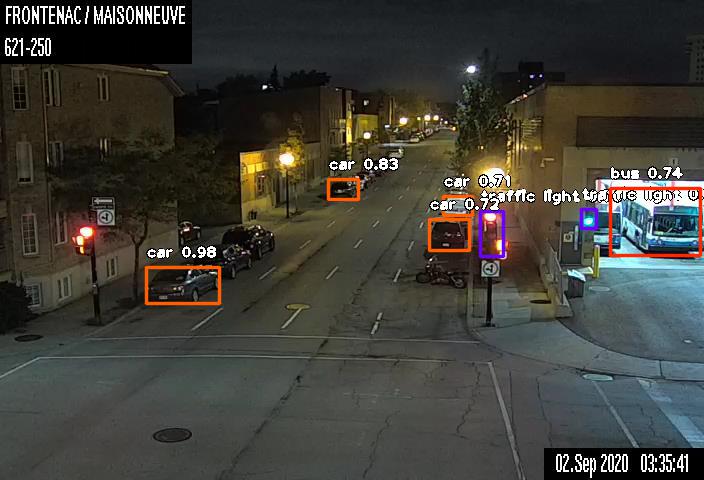 FRONTENAC / MAISONNEUVE
621-250
car 0.83
bus 0.74
car 0.71
traffic light
car 0.72
car 0.98
02.Sep 2020 03:35:41